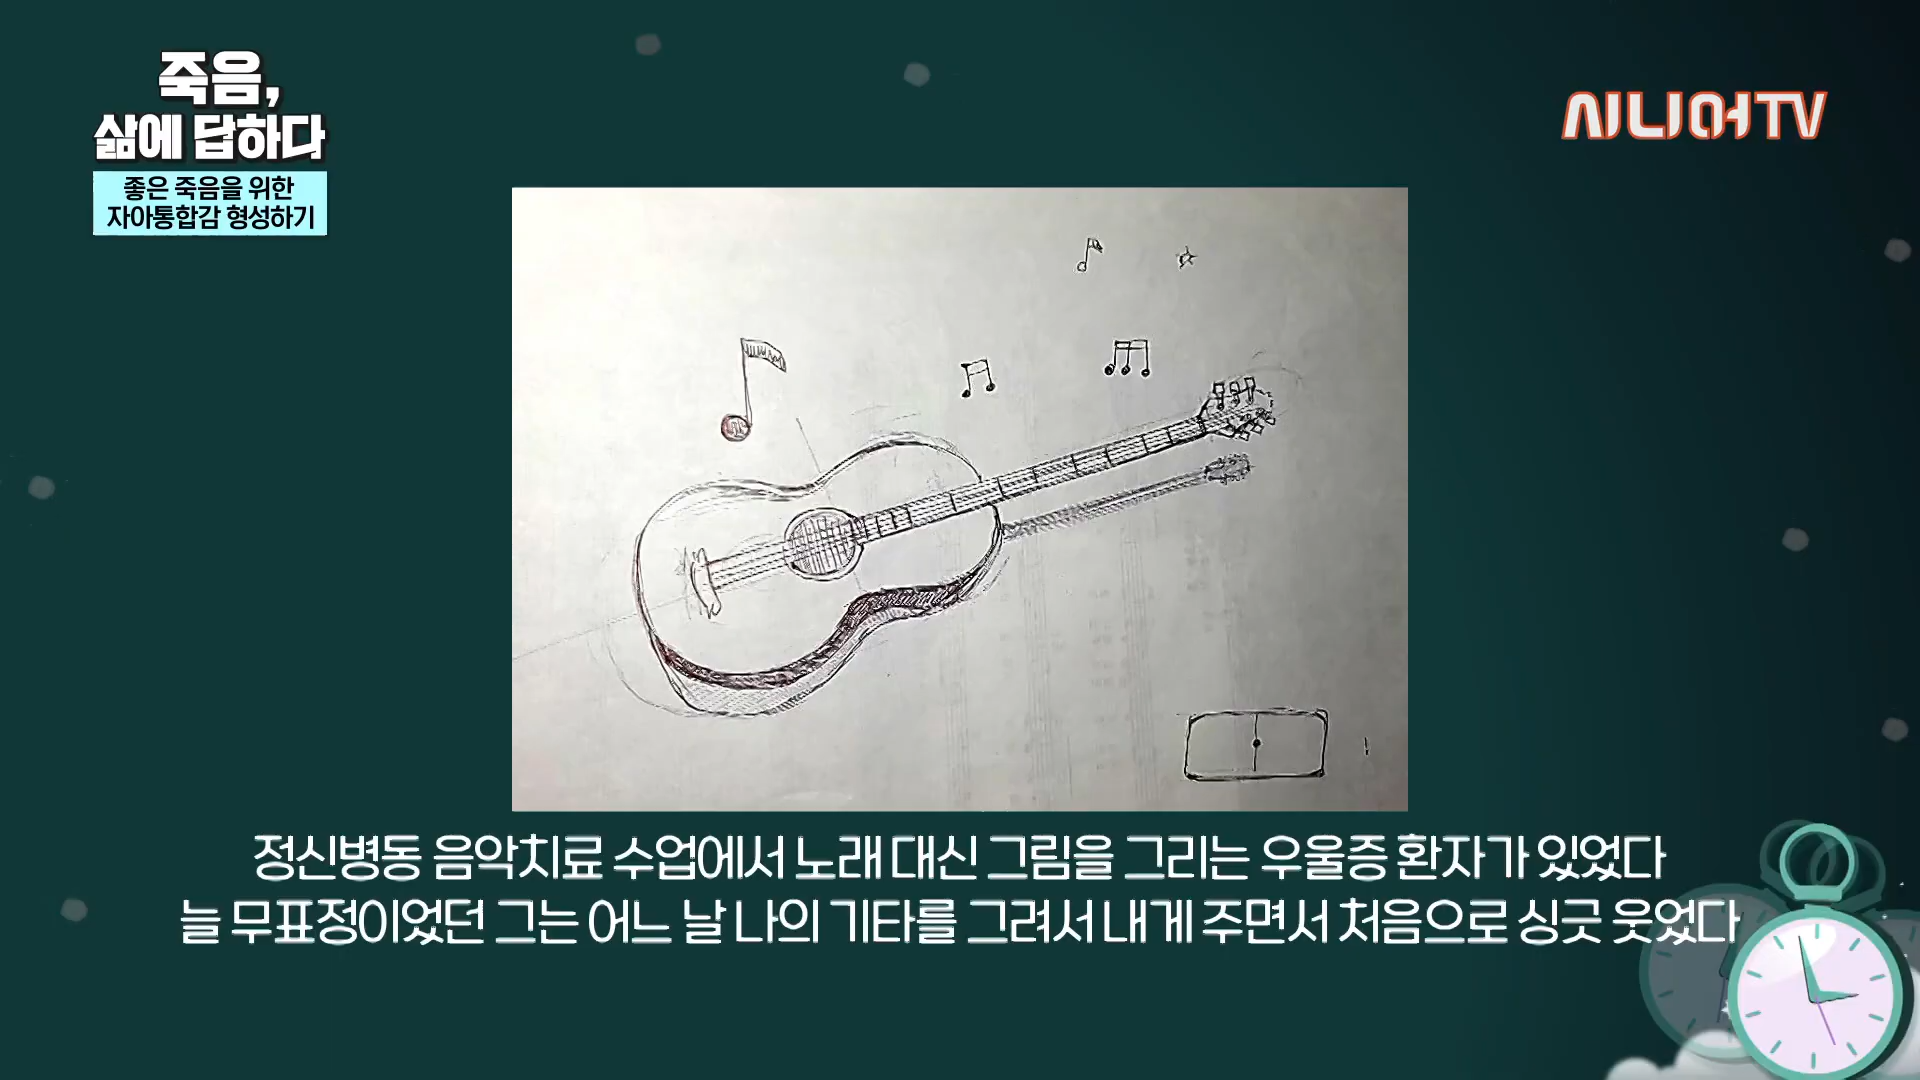 죽음,
삶에 답하다
좋은 죽음을 위한
자아통합감 형성하기
시니어TV
정신병동 음악치료 수업에서 노래 대신 그림을 그리는 우울증 환자가 있었다
늘 무표정이었던 그는 어느 날 나의 기타를 그려서 내게 주면서 처음으로 싱긋 웃었다